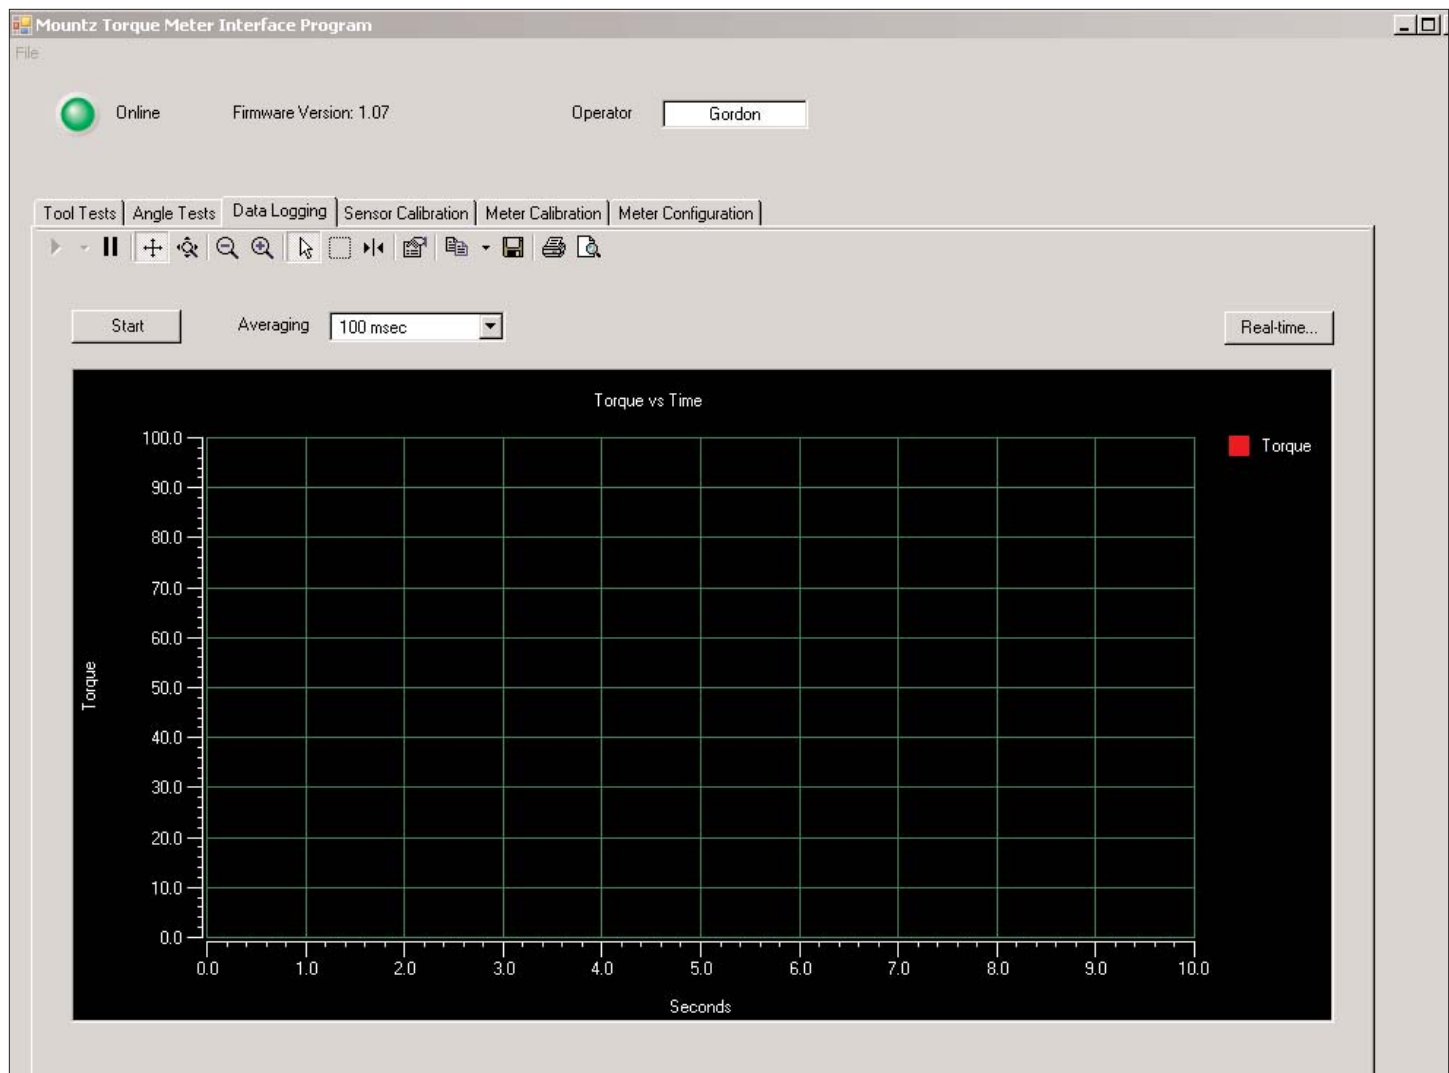 Mountz Torque Meter Interface Program
File
Online Firmware Version: 1.07 Operator Gordon
Tool Tests Angle Tests Data Logging Sensor Calibration Meter Calibration Meter Configuration
Start Averaging 100 msec Real-time...
Torque vs Time
Torque
100.0
90.0
80.0
70.0
60.0
50.0
40.0
30.0
20.0
10.0
0.0
Torque
0.0 1.0 2.0 3.0 4.0 5.0 6.0 7.0 8.0 9.0 10.0
Seconds